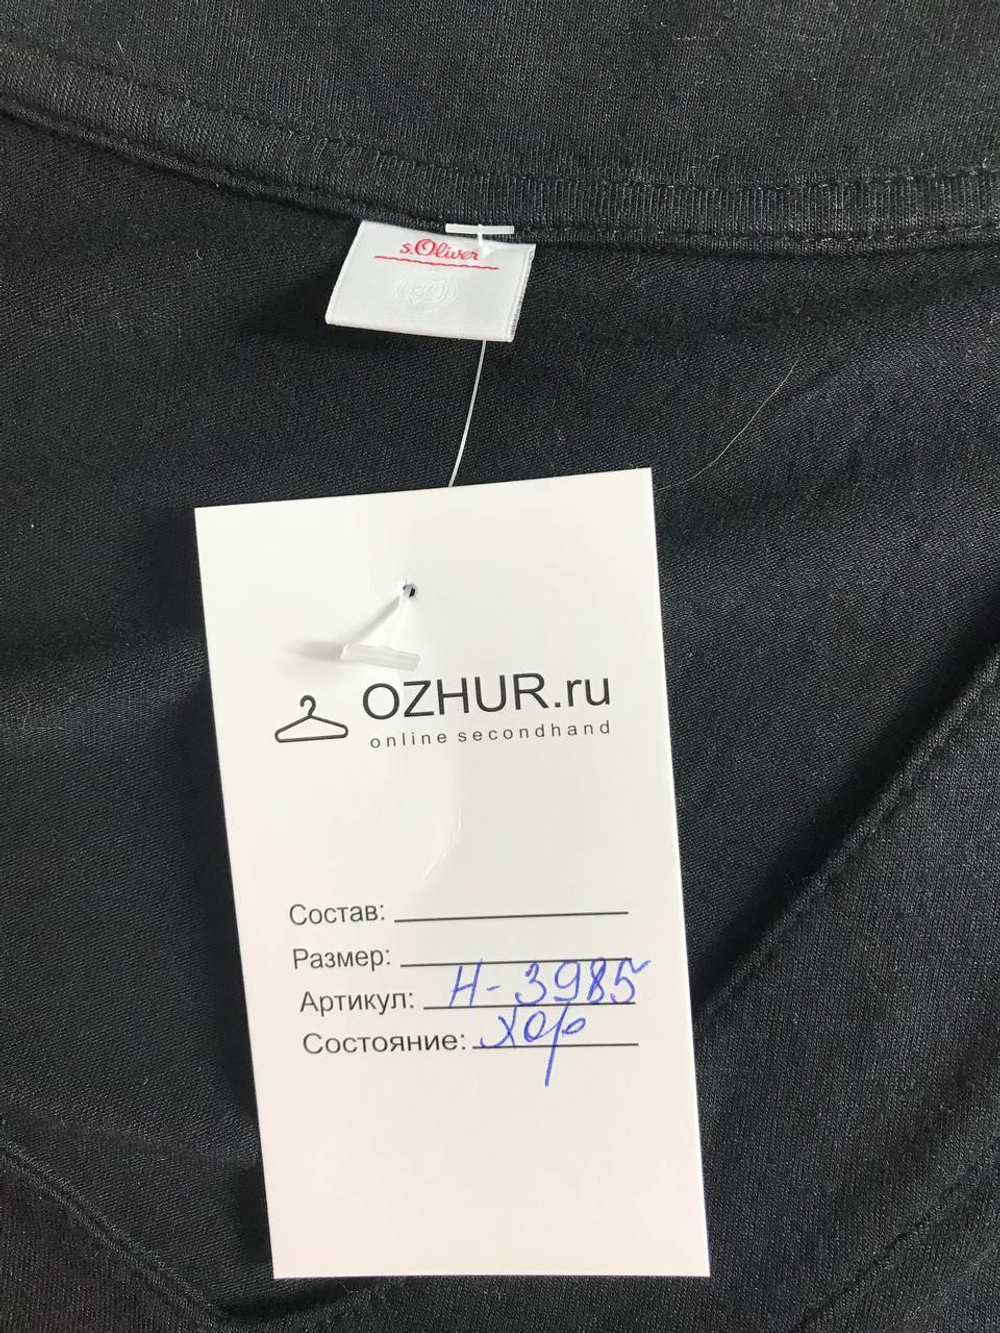 s.Oliver
OZHUR.ru
online secondhand
Состав:
Размер:
Артикул: Н-3985
Состояние: хор